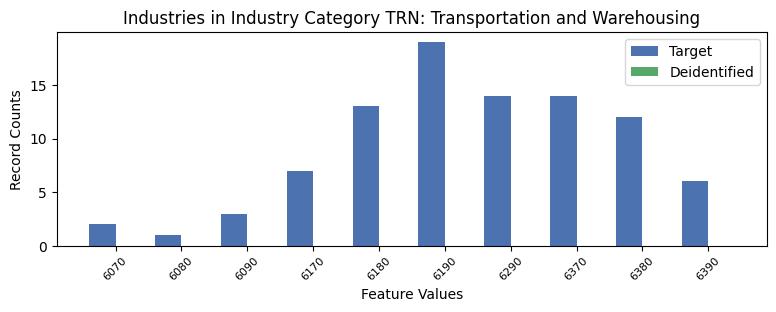 Industries in Industry Category TRN: Transportation and Warehousing
Target
Deidentified
Record Counts
15
10
5
0
6070 6080 6090 6170 6180 6190 6290 6370 6380 6390
Feature Values